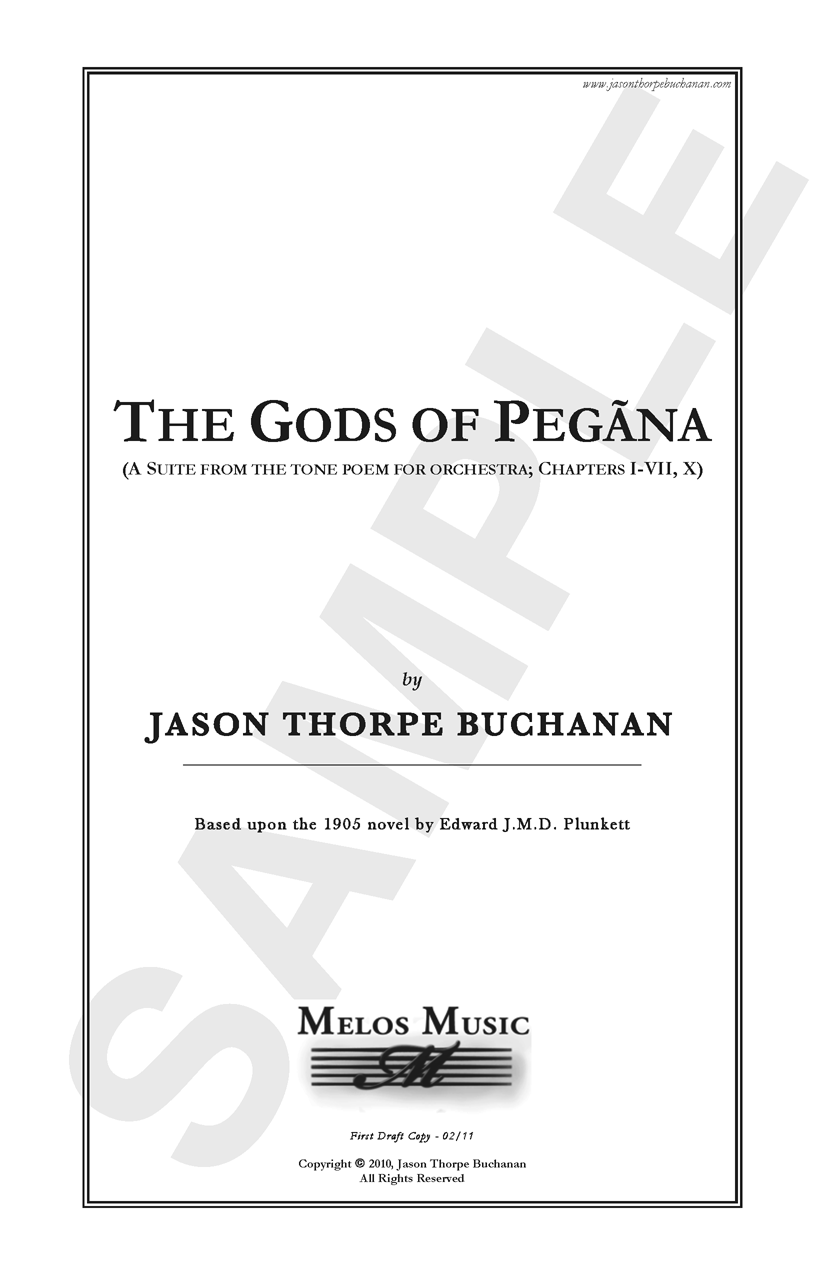 www.jasonthorpebuchanan.com
THE GODS OF PEGÃNA
(A SUITE FROM THE TONE POEM FOR ORCHESTRA; CHAPTERS I-VII, X)
by
JASON THORPE BUCHANAN
Based upon the 1905 novel by Edward J.M.D. Plunkett
MELOS MUSIC
M
First Draft Copy - 02/11
Copyright © 2010, Jason Thorpe Buchanan
All Rights Reserved
SAMPLE